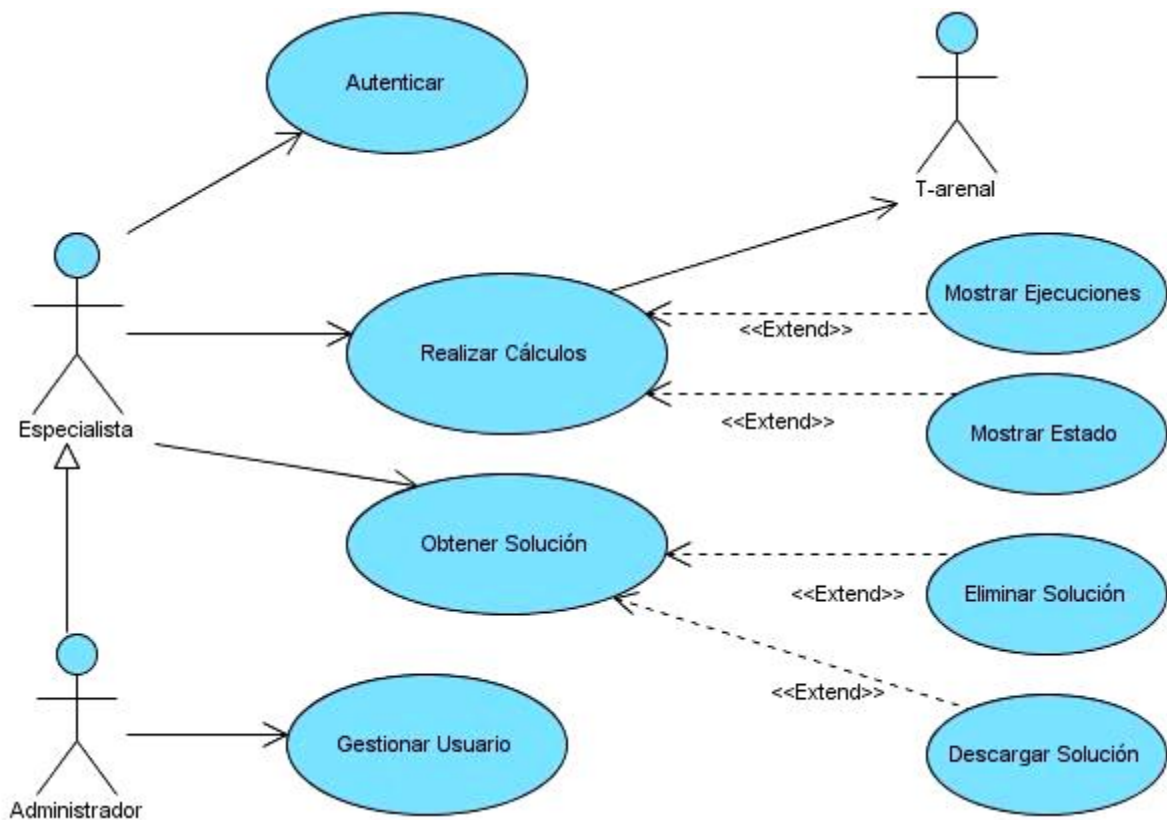 Autenticar
T-arenal
Mostrar Ejecuciones
<<Extend>>
Realizar Cálculos
<<Extend>>
Mostrar Estado
Especialista
Obtener Solución
<<Extend>>
Eliminar Solución
<<Extend>>
Gestionar Usuario
Descargar Solución
Administrador